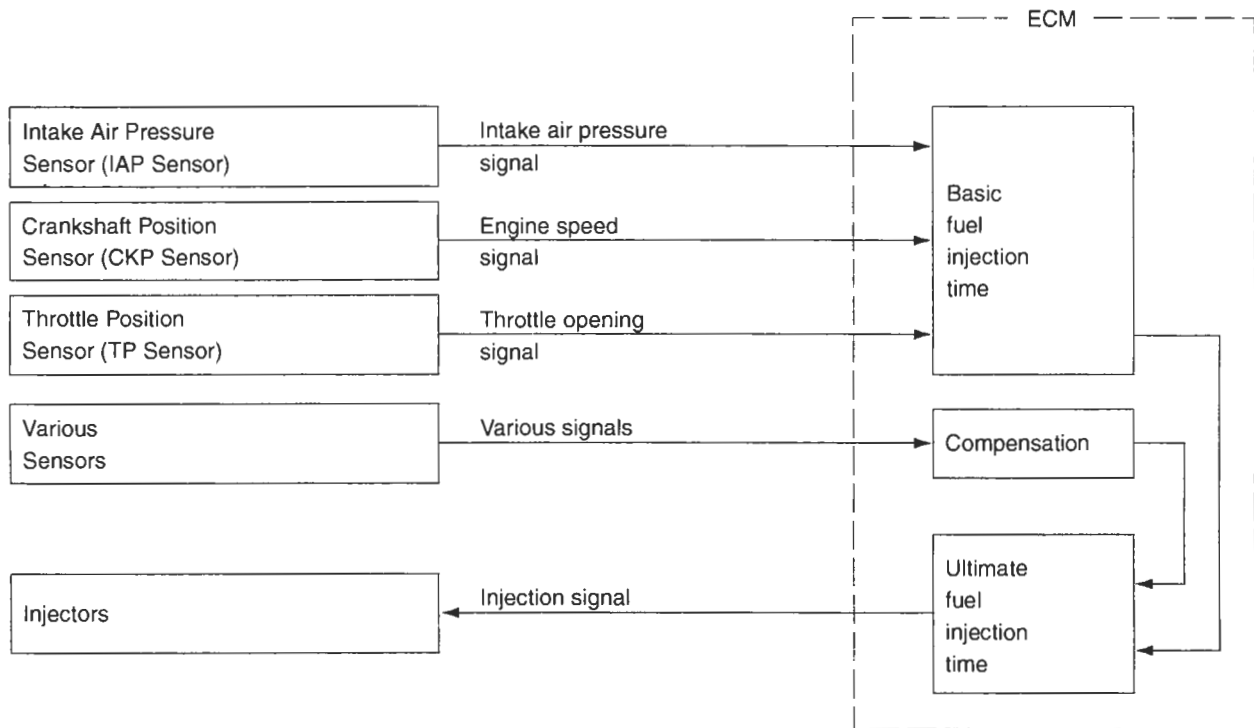 ECM
Intake Air Pressure
Sensor (IAP Sensor)
Intake air pressure
signal
Crankshaft Position
Sensor (CKP Sensor)
Engine speed
signal
Throttle Position
Sensor (TP Sensor)
Throttle opening
signal
Basic
fuel
injection
time
Various
Sensors
Various signals
Compensation
Injectors
Injection signal
Ultimate
fuel
injection
time